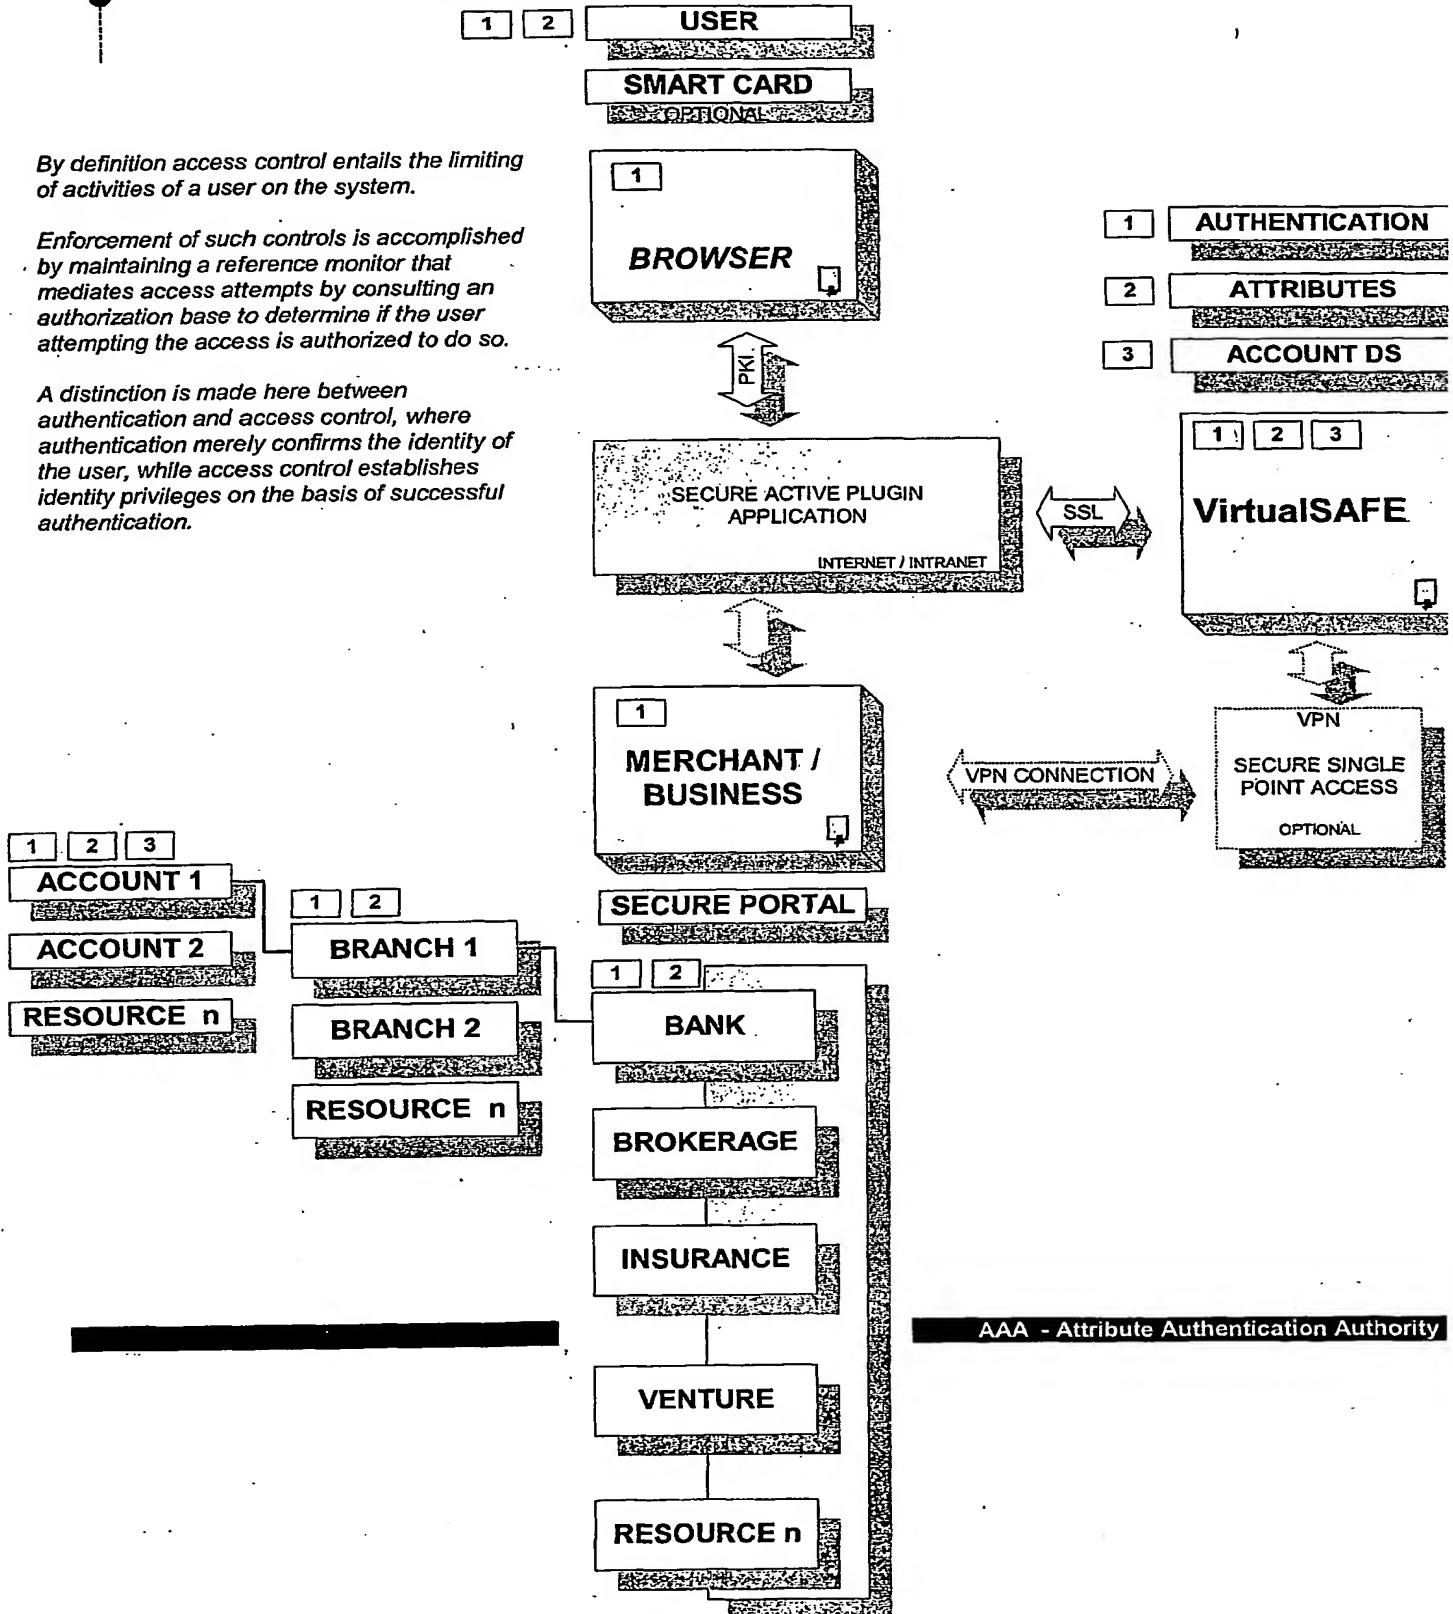 1 2 USER
SMART CARD
OPTIONAL
By definition access control entails the limiting
of activities of a user on the system.
Enforcement of such controls is accomplished
by maintaining a reference monitor that
mediates access attempts by consulting an
authorization base to determine if the user
attempting the access is authorized to do so.
A distinction is made here between
authentication and access control, where
authentication merely confirms the identity of
the user, while access control establishes
identity privileges on the basis of successful
authentication.
1
BROWSER
PKI
1 AUTHENTICATION
2 ATTRIBUTES
3 ACCOUNT DS
SECURE ACTIVE PLUGIN
APPLICATION
INTERNET / INTRANET
SSL
1 2 3
VirtualSAFE
1
MERCHANT /
BUSINESS
VPN CONNECTION
VPN
SECURE SINGLE
POINT ACCESS
OPTIONAL
SECURE PORTAL
1 2 3
ACCOUNT 1
ACCOUNT 2
RESOURCE n
1 2
BRANCH 1
BRANCH 2
RESOURCE n
1 2
BANK
BROKERAGE
INSURANCE
VENTURE
RESOURCE n
AAA - Attribute Authentication Authority